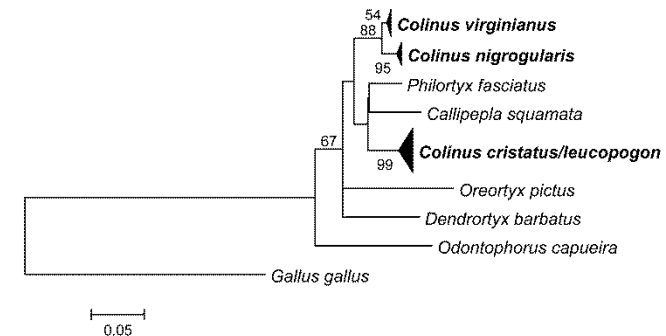 54
Colinus virginianus
88
Colinus nigrogularis
95
Philortyx fasciatus
Callipepla squamata
67
Colinus cristatus/leucopogon
99
Oreortyx pictus
Dendrortyx barbatus
Odontophorus capueira
Gallus gallus
0.05